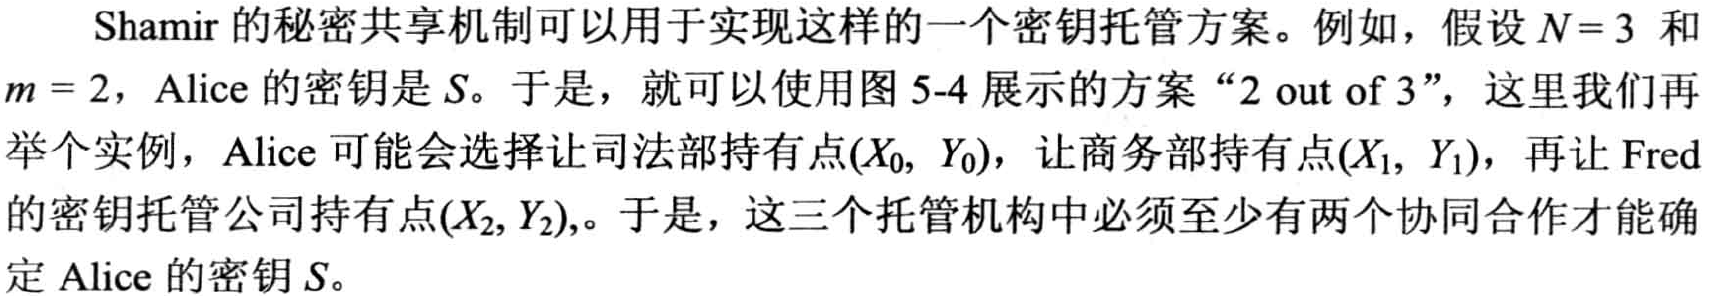 Shamir 的秘密共享机制可以用于实现这样的一个密钥托管方案。例如，假设 N = 3 和
m = 2，Alice 的密钥是 S。于是，就可以使用图 5-4 展示的方案“2 out of 3”，这里我们再
举个实例，Alice 可能会选择让司法部持有点(X₀, Y₀)，让商务部持有点(X₁, Y₁)，再让 Fred
的密钥托管公司持有点(X₂, Y₂),。于是，这三个托管机构中必须至少有两个协同合作才能确
定 Alice 的密钥 S。